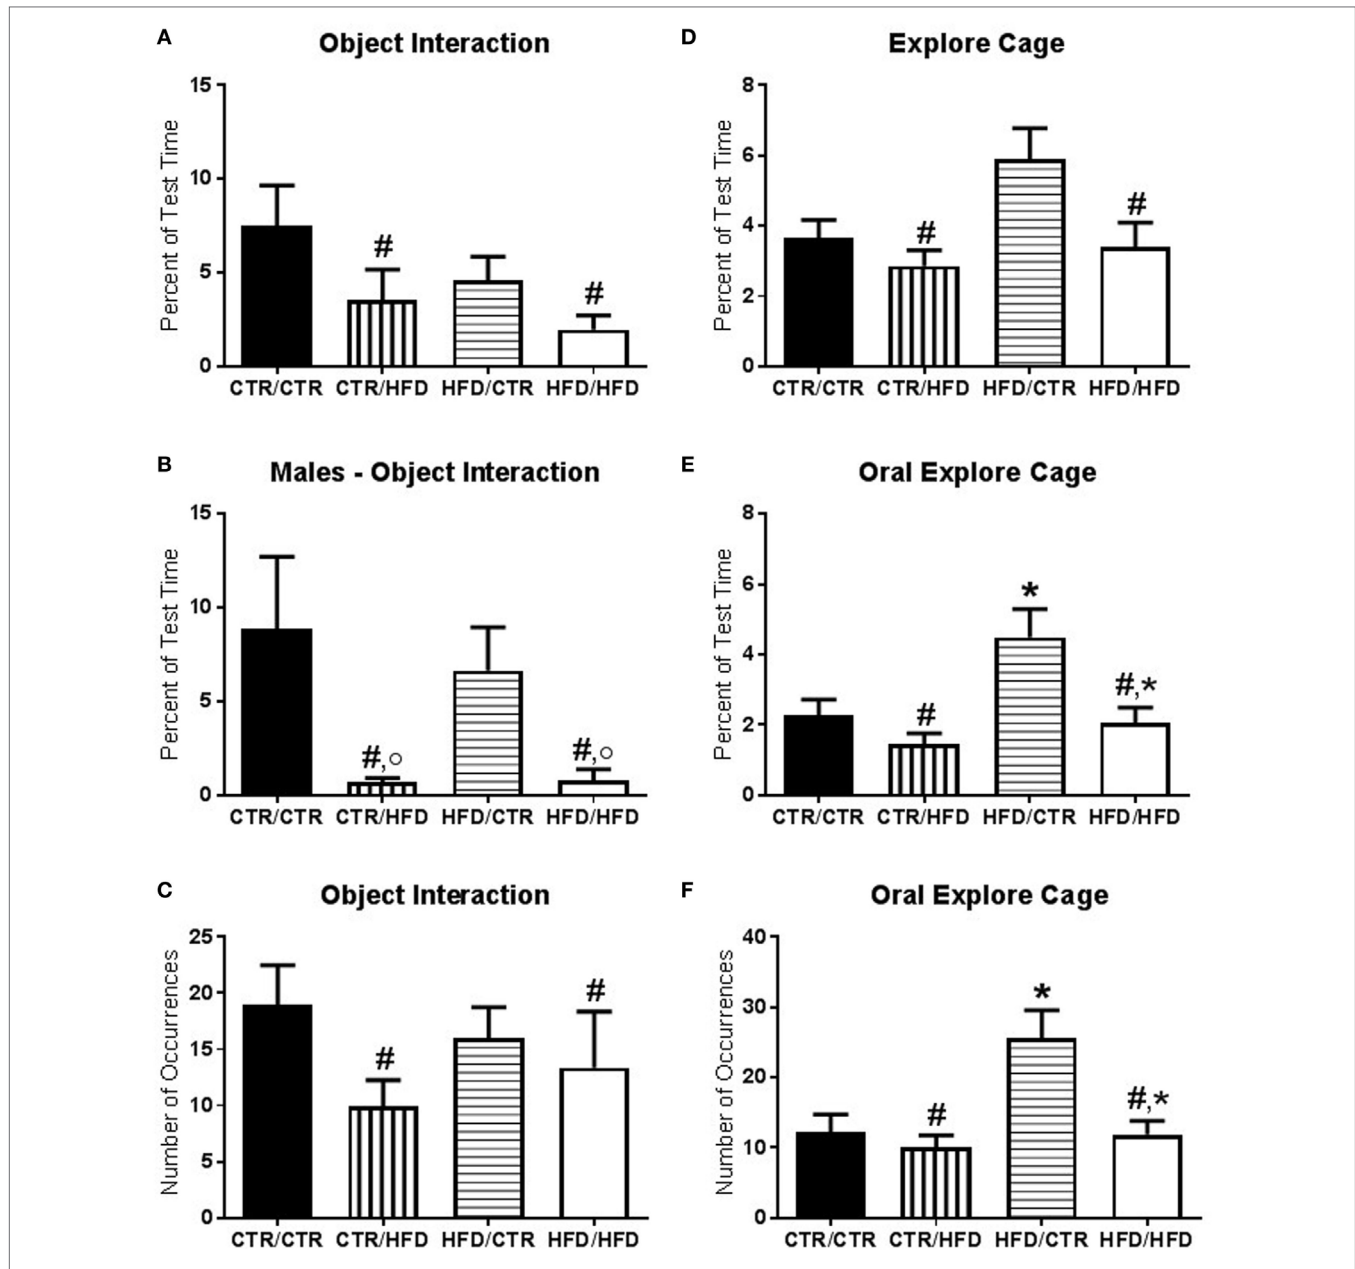 A
Object Interaction
15
10
5
0
Percent of Test Time
#
#
CTR/CTR CTR/HFD HFD/CTR HFD/HFD
B
Males - Object Interaction
15
10
5
0
Percent of Test Time
#,○
#,○
CTR/CTR CTR/HFD HFD/CTR HFD/HFD
C
Object Interaction
25
20
15
10
5
0
Number of Occurrences
#
#
CTR/CTR CTR/HFD HFD/CTR HFD/HFD
D
Explore Cage
8
6
4
2
0
Percent of Test Time
#
#
CTR/CTR CTR/HFD HFD/CTR HFD/HFD
E
Oral Explore Cage
8
6
4
2
0
Percent of Test Time
#
*
#,*
CTR/CTR CTR/HFD HFD/CTR HFD/HFD
F
Oral Explore Cage
40
30
20
10
0
Number of Occurrences
#
*
#,*
CTR/CTR CTR/HFD HFD/CTR HFD/HFD